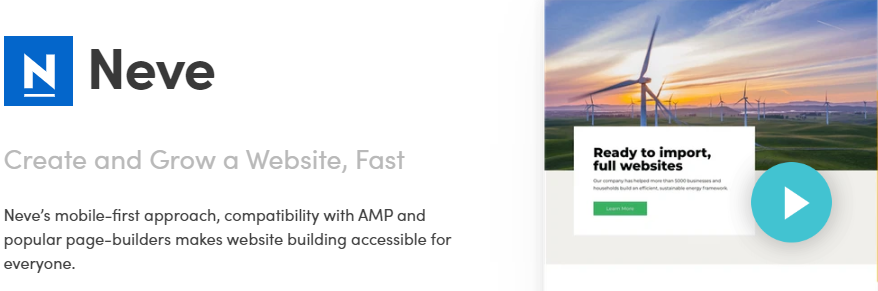 N
Neve
Create and Grow a Website, Fast
Neve's mobile-first approach, compatibility with AMP and
popular page-builders makes website building accessible for
everyone.
Ready to import,
full websites
Our company has helped more than 5000 businesses and
households build an efficient, sustainable energy framework.
Learn More